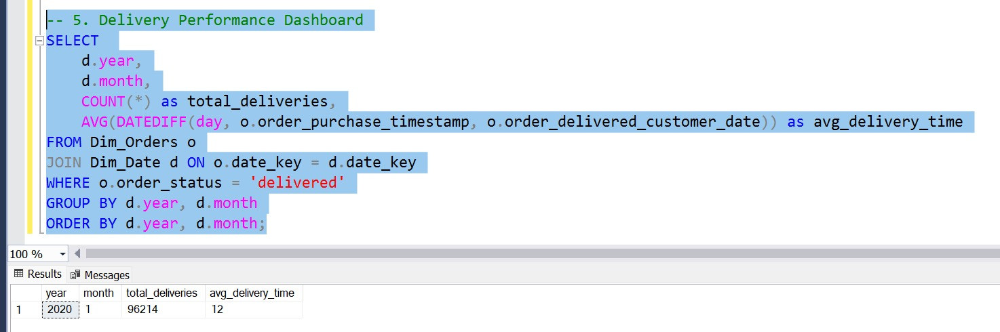 -- 5. Delivery Performance Dashboard
SELECT
d.year,
d.month,
COUNT(*) as total_deliveries,
AVG(DATEDIFF(day, o.order_purchase_timestamp, o.order_delivered_customer_date)) as avg_delivery_time
FROM Dim_Orders o
JOIN Dim_Date d ON o.date_key = d.date_key
WHERE o.order_status = 'delivered'
GROUP BY d.year, d.month
ORDER BY d.year, d.month;
100 %
Results Messages
year month total_deliveries avg_delivery_time
1 2020 1 96214 12